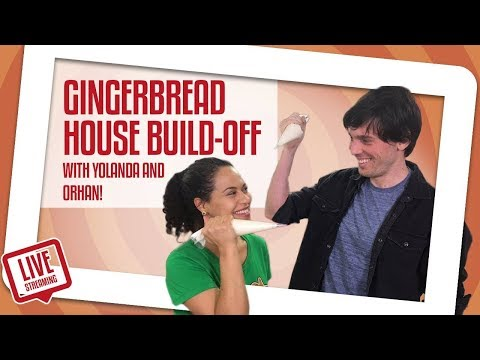 GINGERBREAD
HOUSE BUILD-OFF
WITH YOLANDA AND
ORHAN!
LIVE
STREAMING